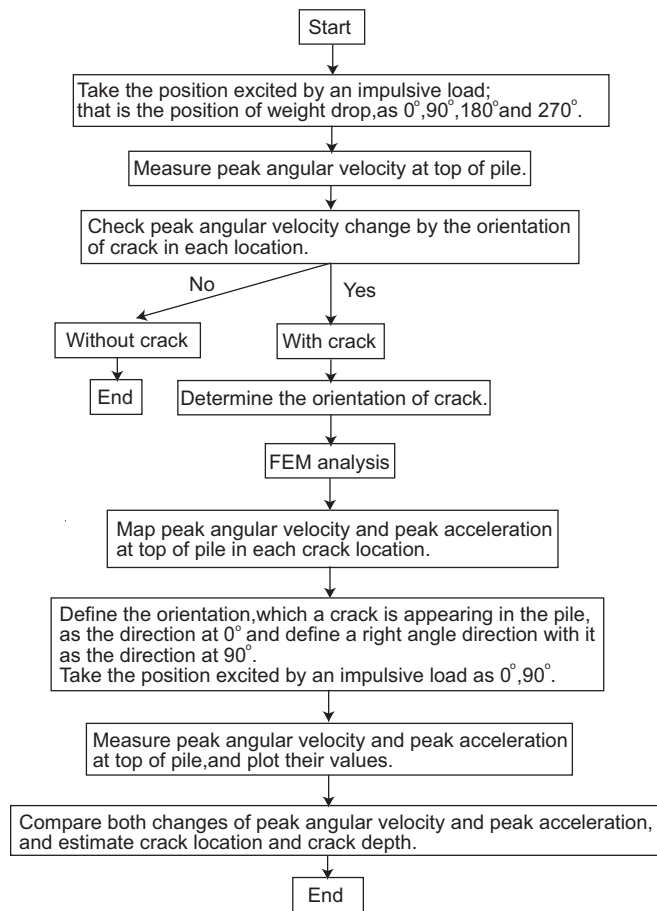 Start
Take the position excited by an impulsive load;
that is the position of weight drop,as 0°,90°,180°and 270°.
Measure peak angular velocity at top of pile.
Check peak angular velocity change by the orientation
of crack in each location.
No
Yes
Without crack
With crack
End
Determine the orientation of crack.
FEM analysis
Map peak angular velocity and peak acceleration
at top of pile in each crack location.
Define the orientation,which a crack is appearing in the pile,
as the direction at 0° and define a right angle direction with it
as the direction at 90°.
Take the position excited by an impulsive load as 0°,90°.
Measure peak angular velocity and peak acceleration
at top of pile,and plot their values.
Compare both changes of peak angular velocity and peak acceleration,
and estimate crack location and crack depth.
End